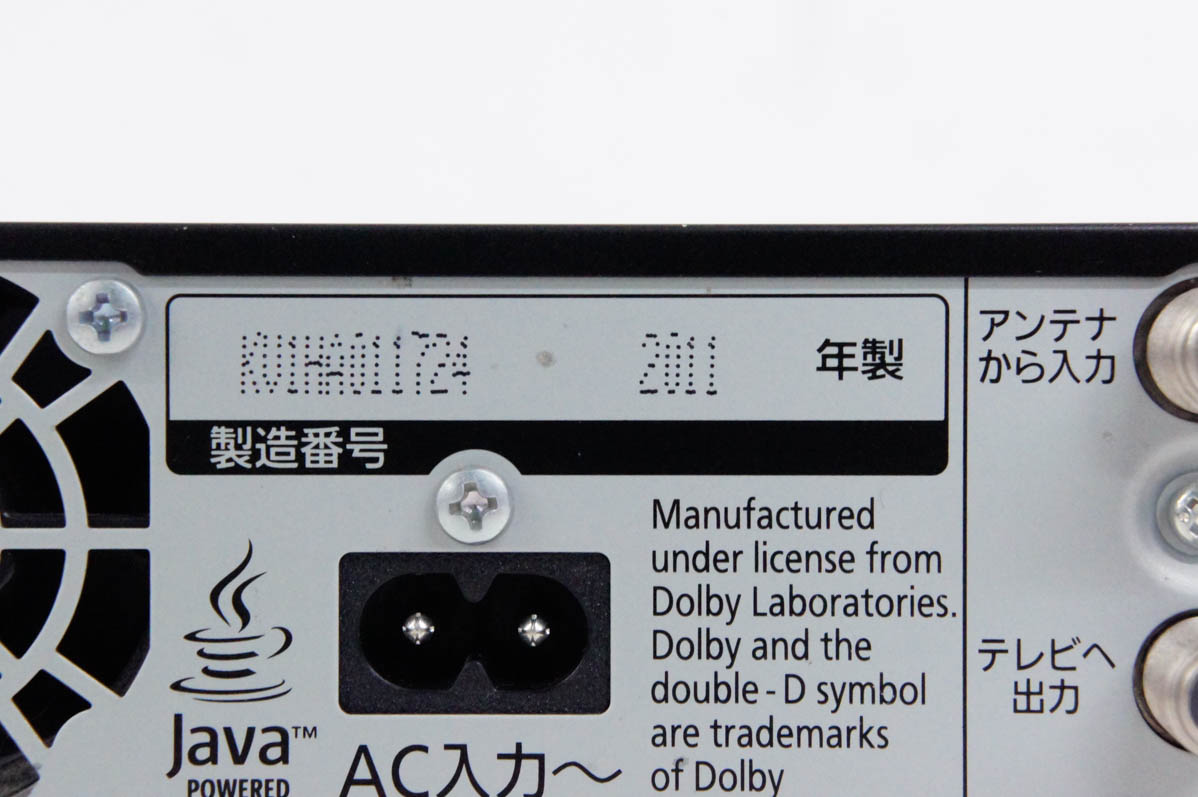 KV1HA011724 2011 年製
製造番号
Java™
POWERED
AC入力～
Manufactured
under license from
Dolby Laboratories.
Dolby and the
double-D symbol
are trademarks
of Dolby
アンテナ
から入力
テレビへ
出力